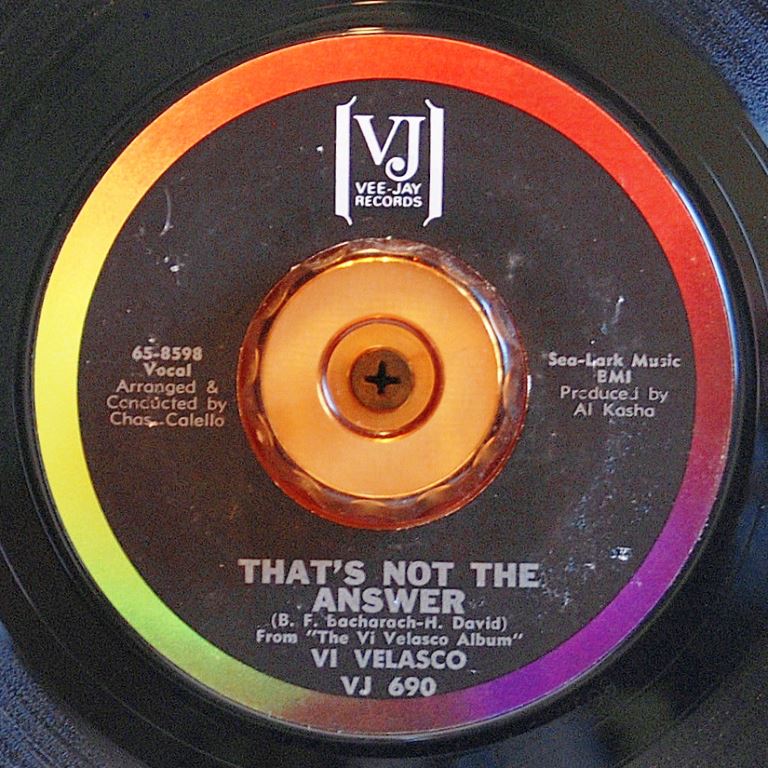 VJ
VEE-JAY
RECORDS
65-8598
Vocal
Arranged &
Conducted by
Chas. Calello
Sea-Lark Music
BMI
Produced by
Al Kasha
THAT'S NOT THE
ANSWER
(B. F. Bacharach-H. David)
From "The Vi Velasco Album"
VI VELASCO
VJ 690